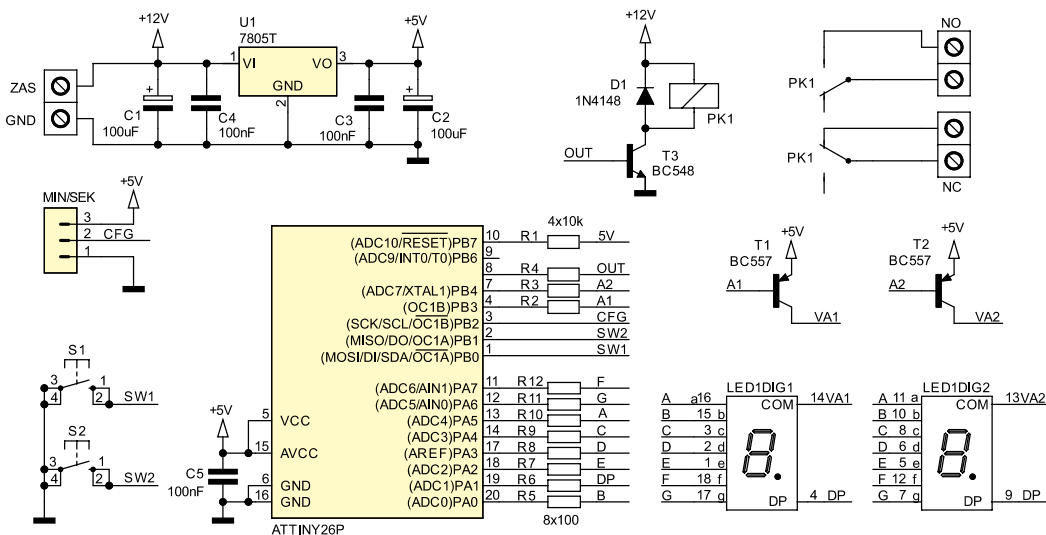 +12V
U1
7805T
+5V
1 VI VO 3
GND
2
ZAS
GND
+
C1
100uF
C4
100nF
C3
100nF
+
C2
100uF
+12V
D1
1N4148
PK1
OUT
T3
BC548
NO
PK1
PK1
NC
MIN/SEK
+5V
3
2 CFG
1
4x10k
(ADC10/RESET)PB7 10 R1 5V
(ADC9/INT0/T0)PB6 9
8 R4 OUT
(ADC7/XTAL1)PB4 7 R3 A2
(OC1B)PB3 4 R2 A1
(SCK/SCL/OC1B)PB2 3 CFG
(MISO/DO/OC1A)PB1 2 SW2
(MOSI/DI/SDA/OC1A)PB0 1 SW1
(ADC6/AIN1)PA7 11 R12 F
(ADC5/AIN0)PA6 12 R11 G
(ADC4)PA5 13 R10 A
(ADC3)PA4 14 R9 C
(AREF)PA3 17 R8 D
(ADC2)PA2 18 R7 E
(ADC1)PA1 19 R6 DP
(ADC0)PA0 20 R5 B
8x100
5 VCC
15 AVCC
6 GND
16 GND
ATTINY26P
+5V
C5
100nF
S1
3 1
4 2 SW1
S2
3 1
4 2 SW2
+5V
T1
BC557
A1
VA1
+5V
T2
BC557
A2
VA2
LED1DIG1
A a16 COM 14VA1
B 15 b
C 3 c
D 2 d
E 1 e
F 18 f
G 17 g DP 4 DP
LED1DIG2
A 11 a COM 13VA2
B 10 b
C 8 c
D 6 d
E 5 e
F 12 f
G 7 g DP 9 DP